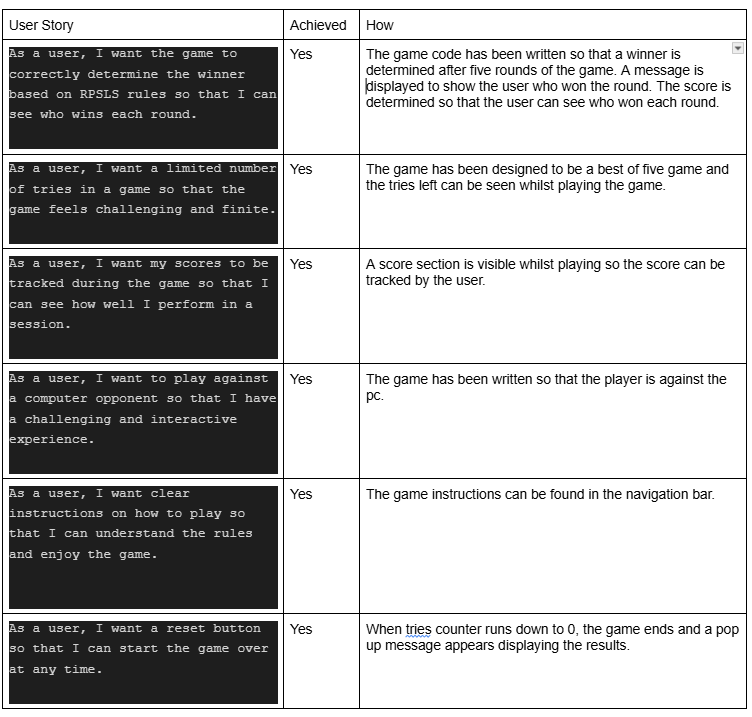 User Story Achieved How
As a user, I want the game to
correctly determine the winner
based on RPSLS rules so that I can
see who wins each round.
Yes
The game code has been written so that a winner is
determined after five rounds of the game. A message is
displayed to show the user who won the round. The score is
determined so that the user can see who won each round.
As a user, I want a limited number
of tries in a game so that the
game feels challenging and finite.
Yes
The game has been designed to be a best of five game and
the tries left can be seen whilst playing the game.
As a user, I want my scores to be
tracked during the game so that I
can see how well I perform in a
session.
Yes
A score section is visible whilst playing so the score can be
tracked by the user.
As a user, I want to play against
a computer opponent so that I have
a challenging and interactive
experience.
Yes
The game has been written so that the player is against the
pc.
As a user, I want clear
instructions on how to play so
that I can understand the rules
and enjoy the game.
Yes
The game instructions can be found in the navigation bar.
As a user, I want a reset button
so that I can start the game over
at any time.
Yes
When tries counter runs down to 0, the game ends and a pop
up message appears displaying the results.